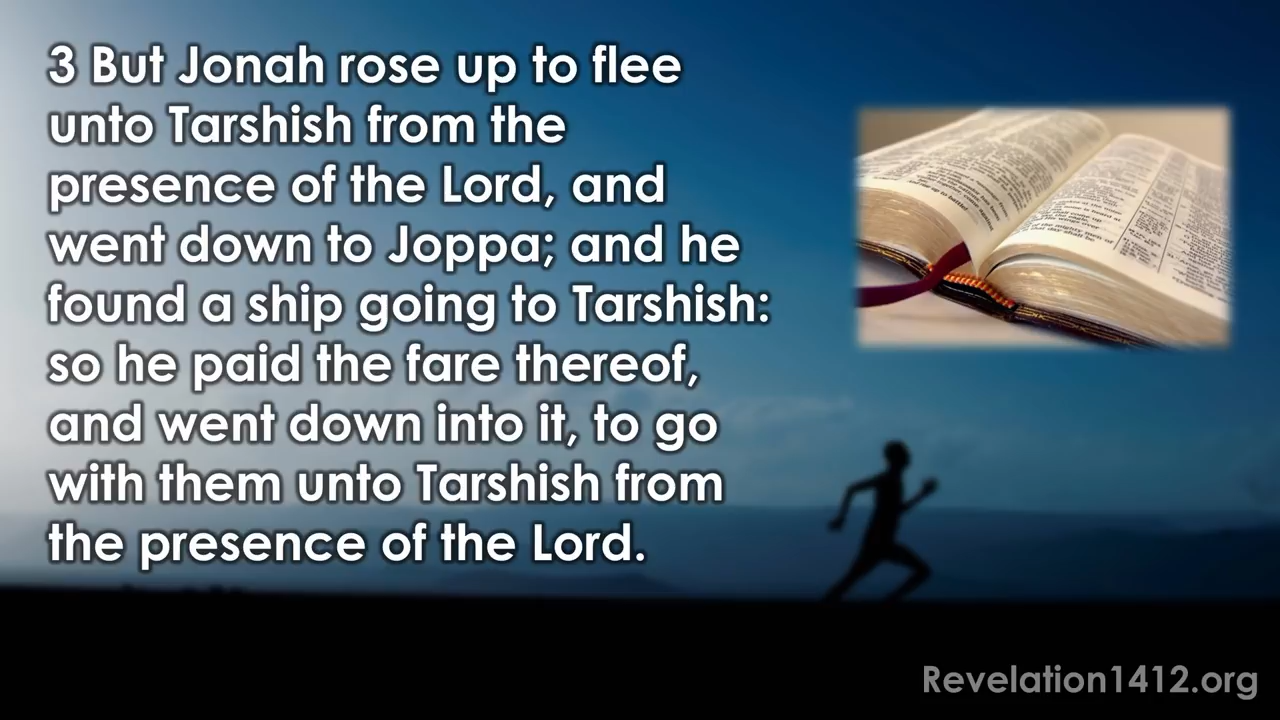 3 But Jonah rose up to flee
unto Tarshish from the
presence of the Lord, and
went down to Joppa; and he
found a ship going to Tarshish:
so he paid the fare thereof,
and went down into it, to go
with them unto Tarshish from
the presence of the Lord.
Revelation1412.org